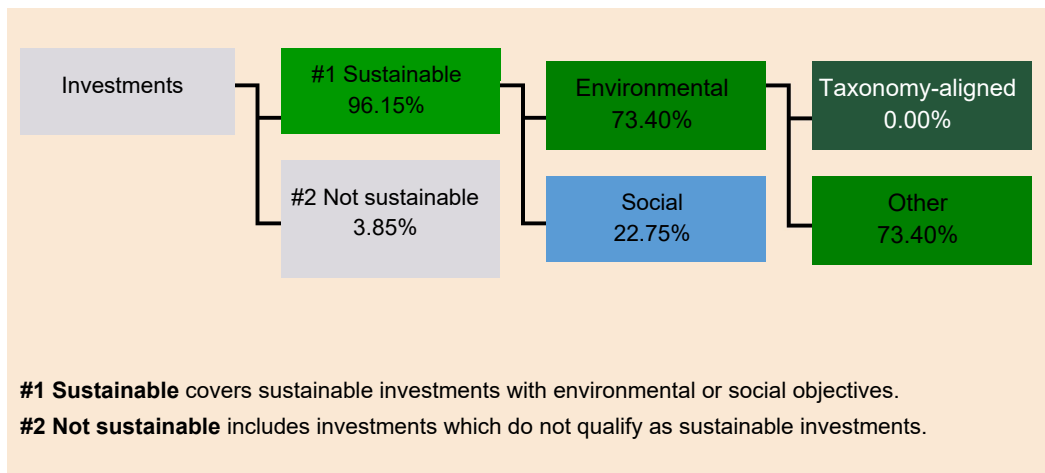 Investments
#1 Sustainable
96.15%
#2 Not sustainable
3.85%
Environmental
73.40%
Social
22.75%
Taxonomy-aligned
0.00%
Other
73.40%
#1 Sustainable covers sustainable investments with environmental or social objectives.
#2 Not sustainable includes investments which do not qualify as sustainable investments.